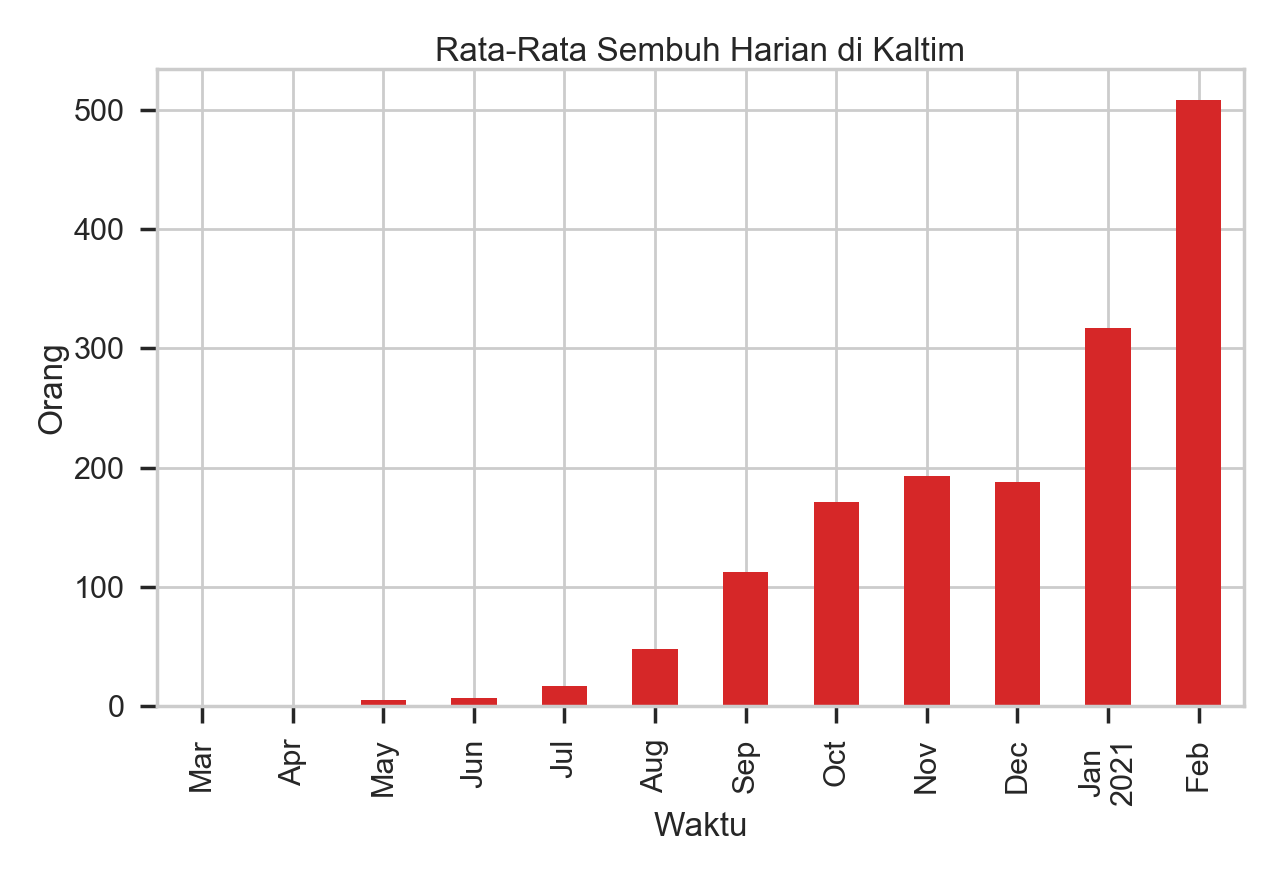 Rata-Rata Sembuh Harian di Kaltim
500
400
300
200
100
0
Orang
Mar
Apr
May
Jun
Jul
Aug
Sep
Oct
Nov
Dec
Jan
2021
Feb
Waktu